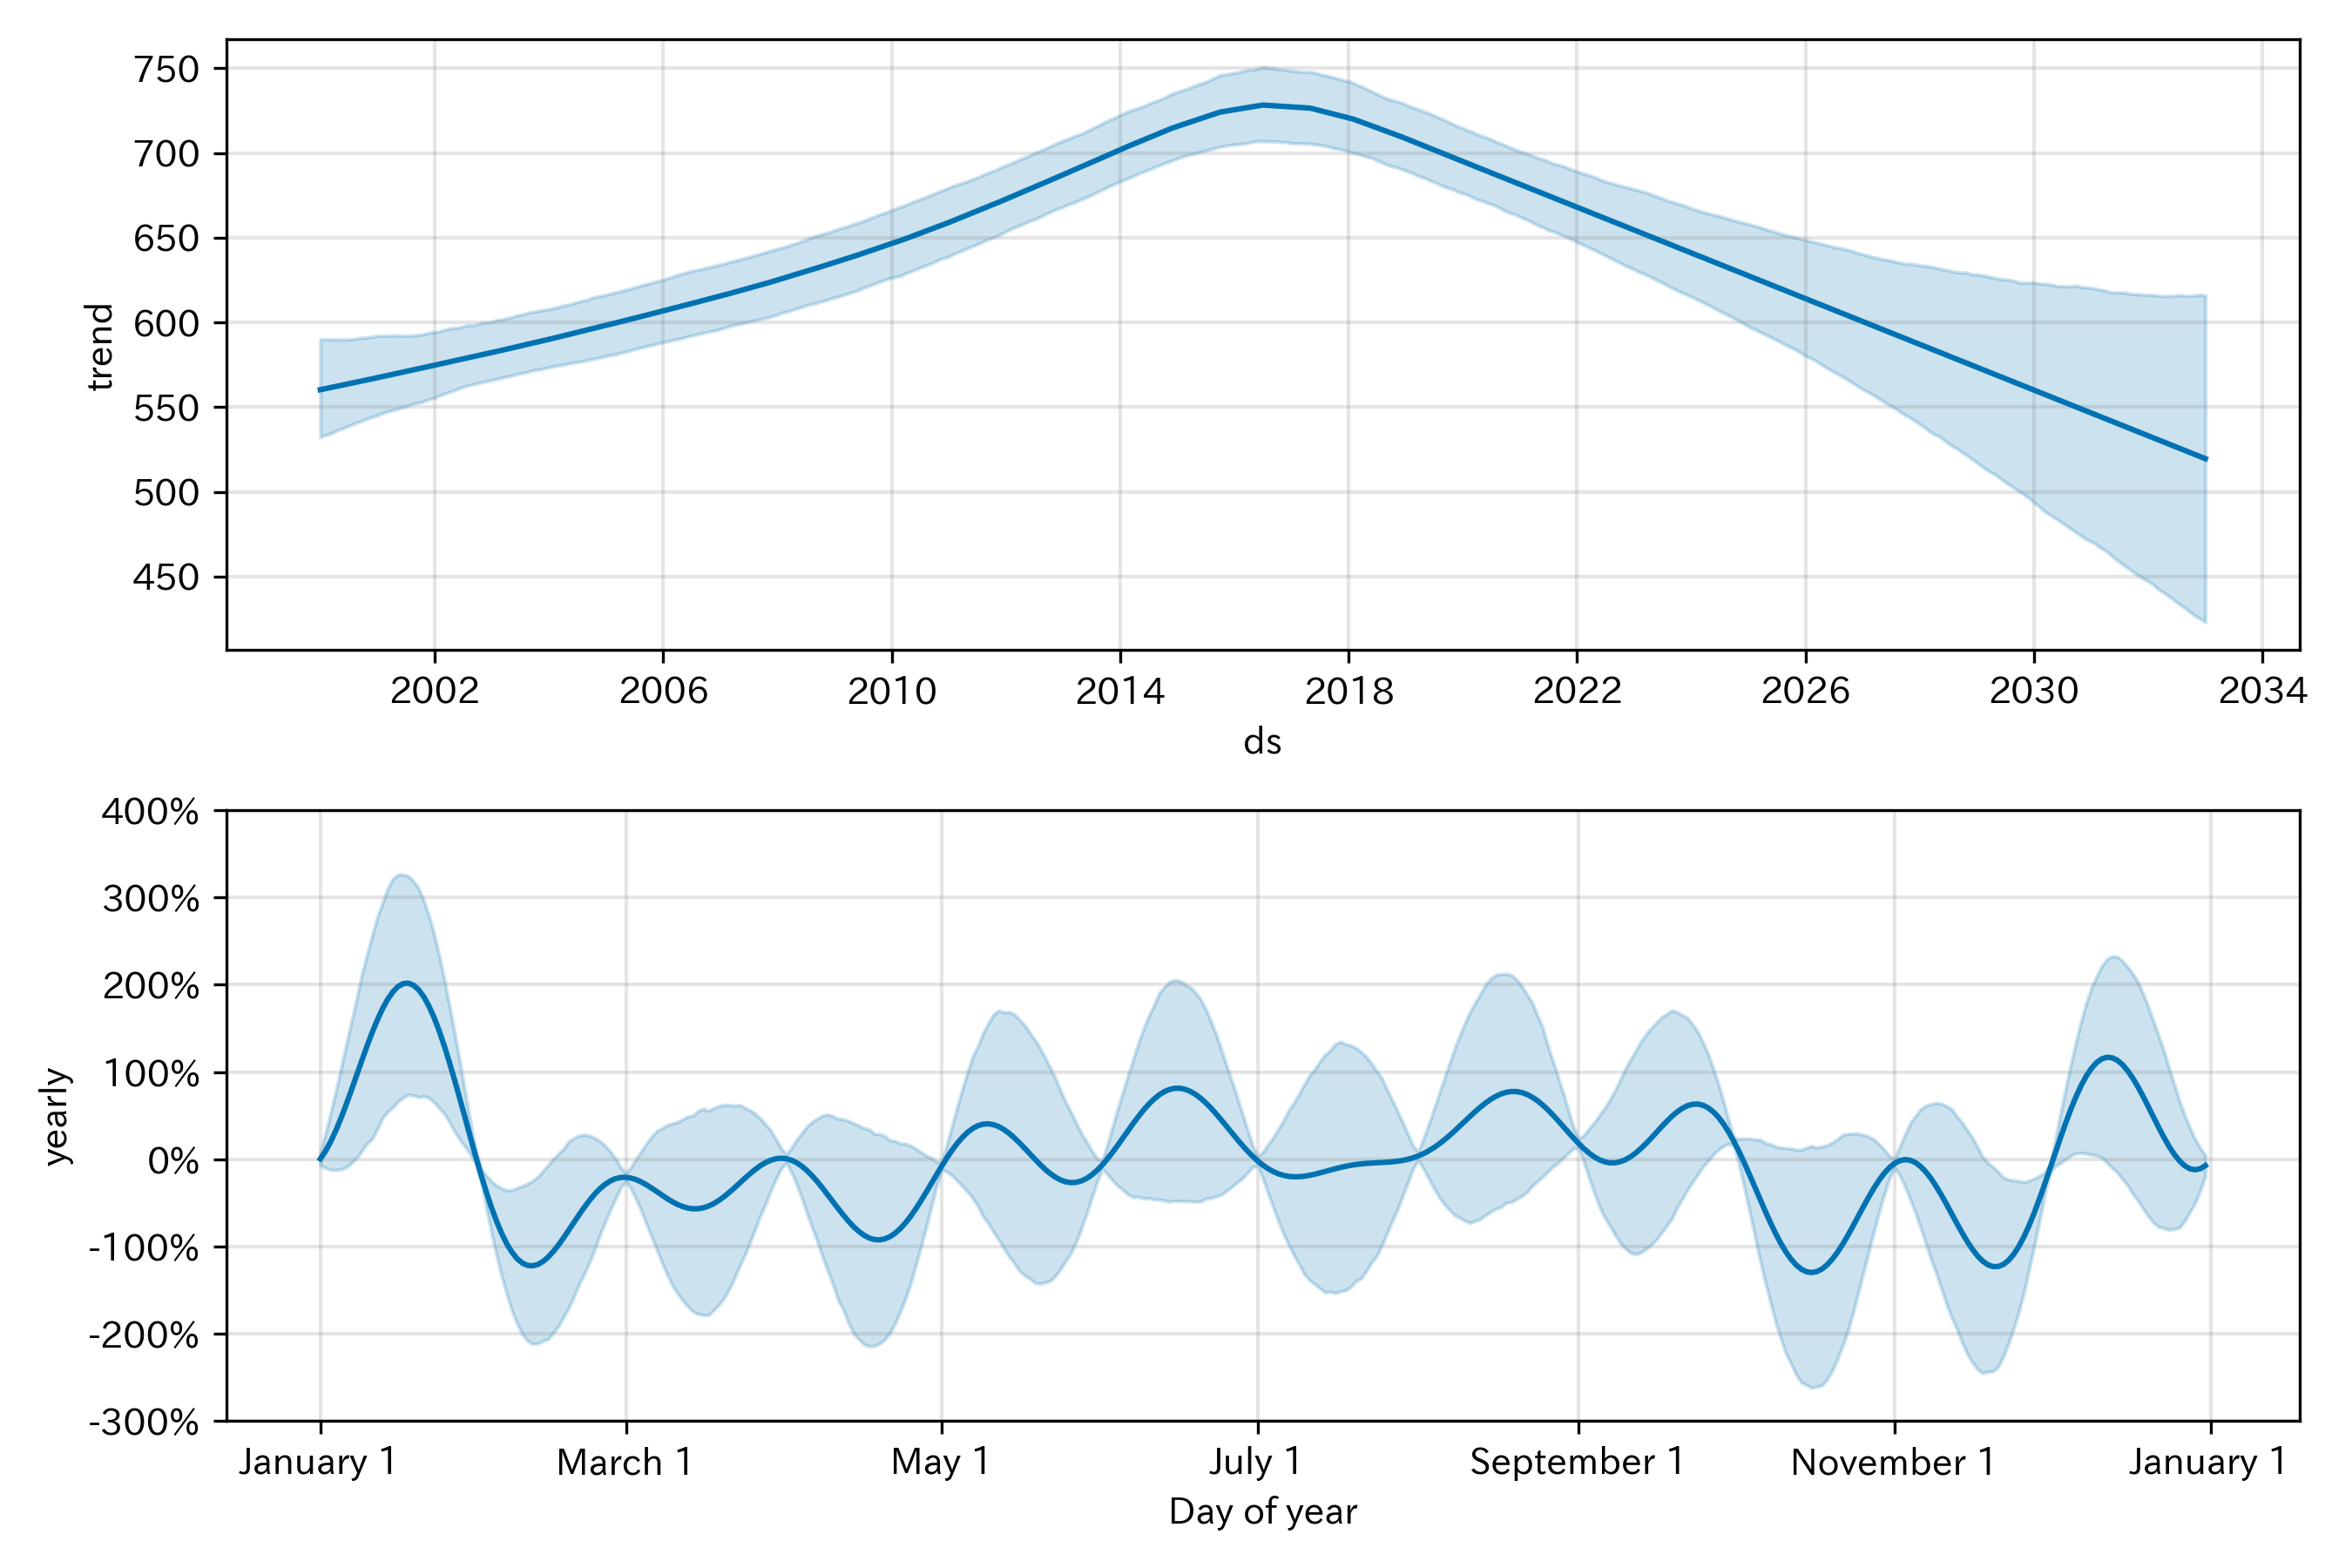 750
700
650
600
550
500
450
trend
2002 2006 2010 2014 2018 2022 2026 2030 2034
ds
400%
300%
200%
100%
0%
-100%
-200%
-300%
yearly
January 1 March 1 May 1 July 1 September 1 November 1 January 1
Day of year